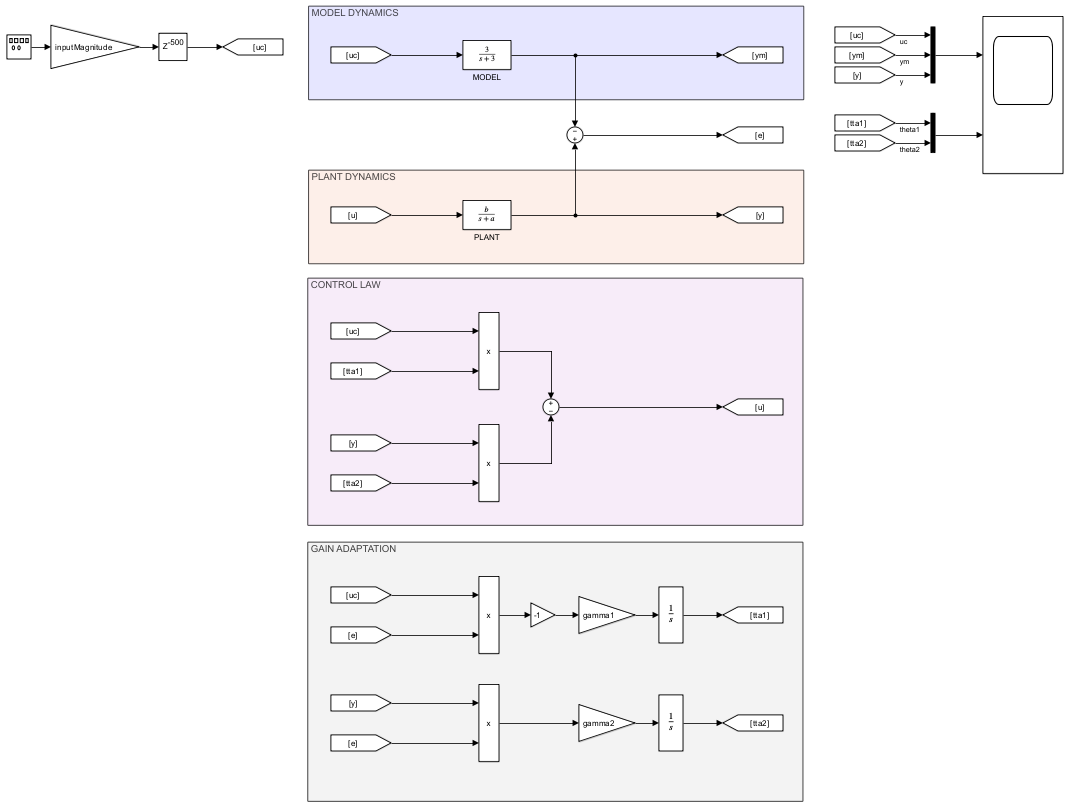 inputMagnitude
Z-500
[uc]
MODEL DYNAMICS
[uc]
3
s + 3
MODEL
[ym]
−
+
[e]
PLANT DYNAMICS
[u]
b
s + a
PLANT
[y]
CONTROL LAW
[uc]
[tta1]
x
+
−
[u]
[y]
[tta2]
x
GAIN ADAPTATION
[uc]
[e]
x
-1
gamma1
1
s
[tta1]
[y]
[e]
x
gamma2
1
s
[tta2]
[uc]
uc
[ym]
ym
[y]
y
[tta1]
theta1
[tta2]
theta2